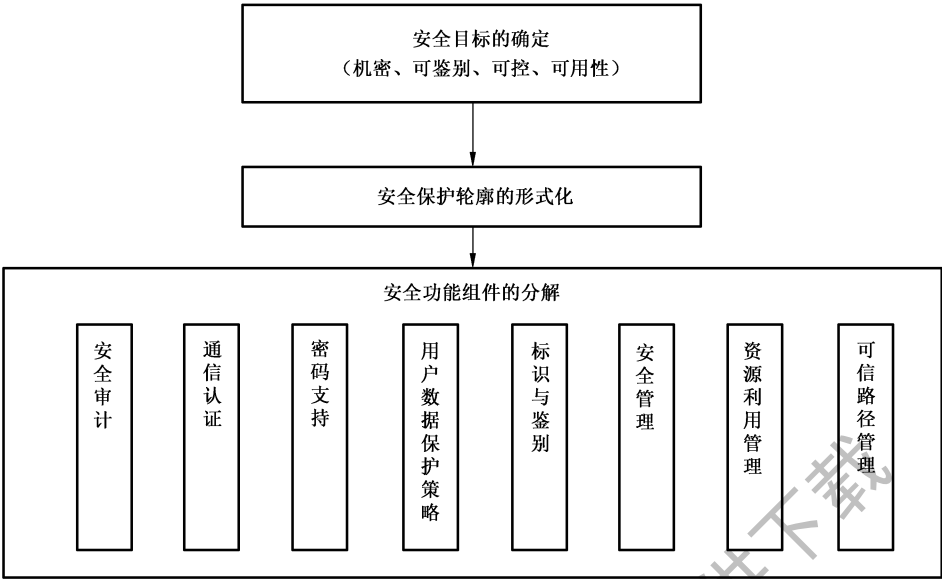 安全目标的确定
（机密、可鉴别、可控、可用性）
安全保护轮廓的形式化
安全功能组件的分解
安全审计
通信认证
密码支持
用户数据保护策略
标识与鉴别
安全管理
资源利用管理
可信路径管理
下载